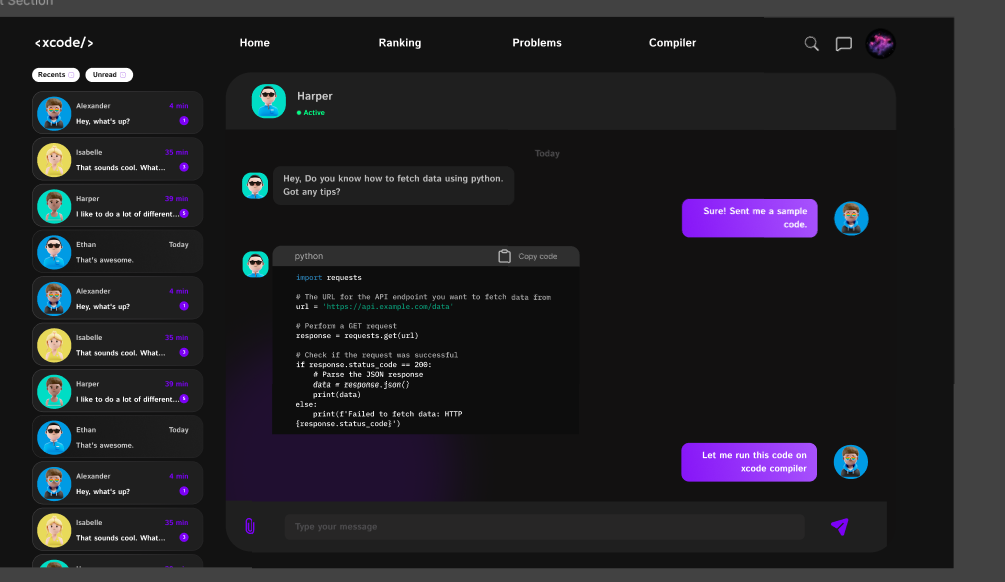 t Section
<xcode/>
Home
Ranking
Problems
Compiler
Recents
Unread
Alexander
4 min
Hey, what's up?
1
Isabelle
35 min
That sounds cool. What...
3
Harper
39 min
I like to do a lot of different...
5
Ethan
Today
That's awesome.
Alexander
4 min
Hey, what's up?
1
Isabelle
35 min
That sounds cool. What...
3
Harper
39 min
I like to do a lot of different...
5
Ethan
Today
That's awesome.
Alexander
4 min
Hey, what's up?
1
Isabelle
35 min
That sounds cool. What...
3
Harper
Active
Today
Hey, Do you know how to fetch data using python.
Got any tips?
Sure! Sent me a sample
code.
python
Copy code
import requests
# The URL for the API endpoint you want to fetch data from
url = 'https://api.example.com/data'
# Perform a GET request
response = requests.get(url)
# Check if the request was successful
if response.status_code == 200:
# Parse the JSON response
data = response.json()
print(data)
else:
print(f'Failed to fetch data: HTTP
{response.status_code}')
Let me run this code on
xcode compiler
Type your message